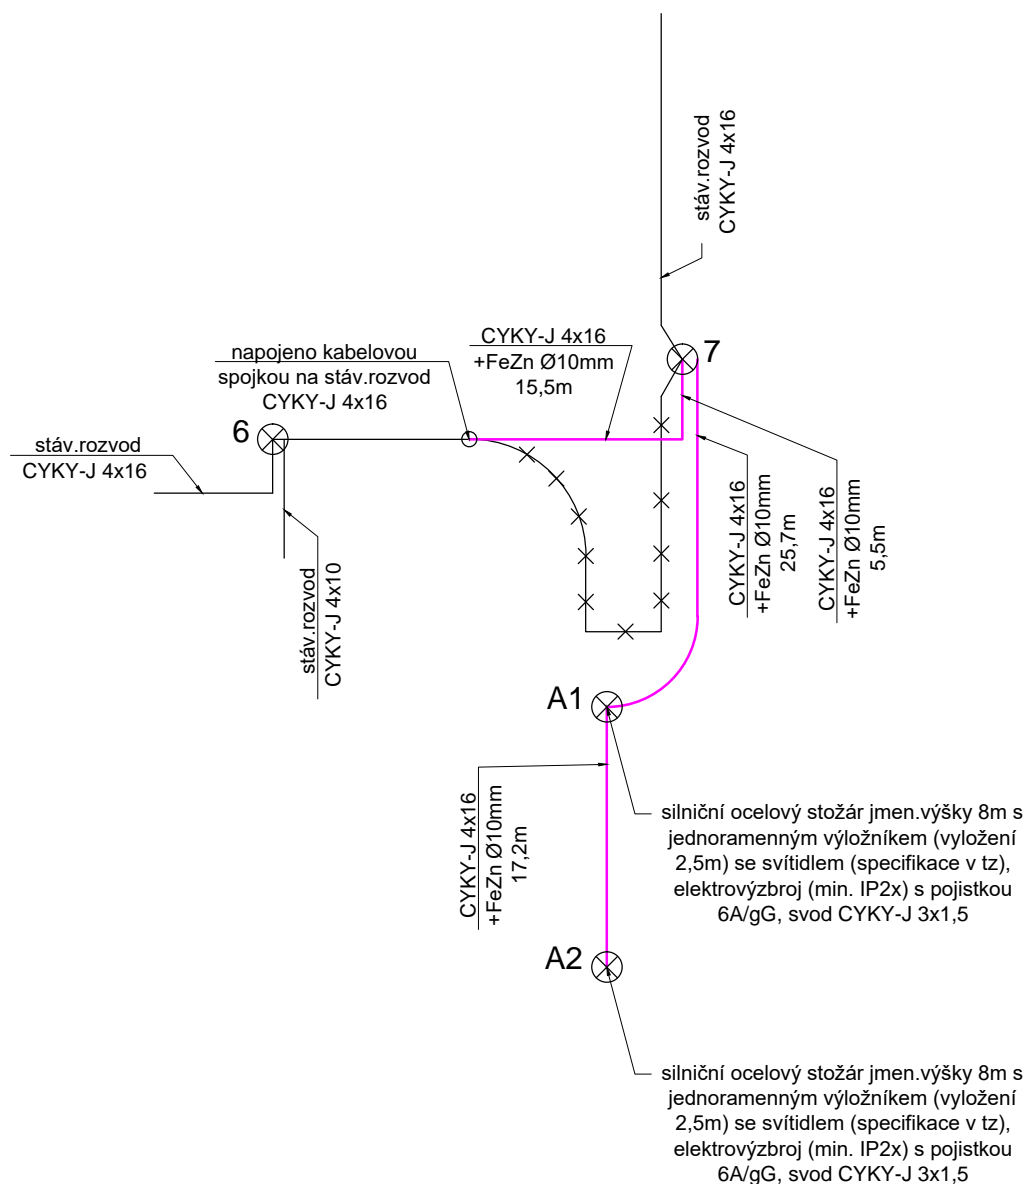 stáv.rozvod
CYKY-J 4x16
7
CYKY-J 4x16
+FeZn Ø10mm
15,5m
napojeno kabelovou
spojkou na stáv.rozvod
CYKY-J 4x16
6
stáv.rozvod
CYKY-J 4x16
stáv.rozvod
CYKY-J 4x10
CYKY-J 4x16
+FeZn Ø10mm
25,7m
CYKY-J 4x16
+FeZn Ø10mm
5,5m
A1
CYKY-J 4x16
+FeZn Ø10mm
17,2m
silniční ocelový stožár jmen.výšky 8m s
jednoramenným výložníkem (vyložení
2,5m) se svítidlem (specifikace v tz),
elektrovýzbroj (min. IP2x) s pojistkou
6A/gG, svod CYKY-J 3x1,5
A2
silniční ocelový stožár jmen.výšky 8m s
jednoramenným výložníkem (vyložení
2,5m) se svítidlem (specifikace v tz),
elektrovýzbroj (min. IP2x) s pojistkou
6A/gG, svod CYKY-J 3x1,5